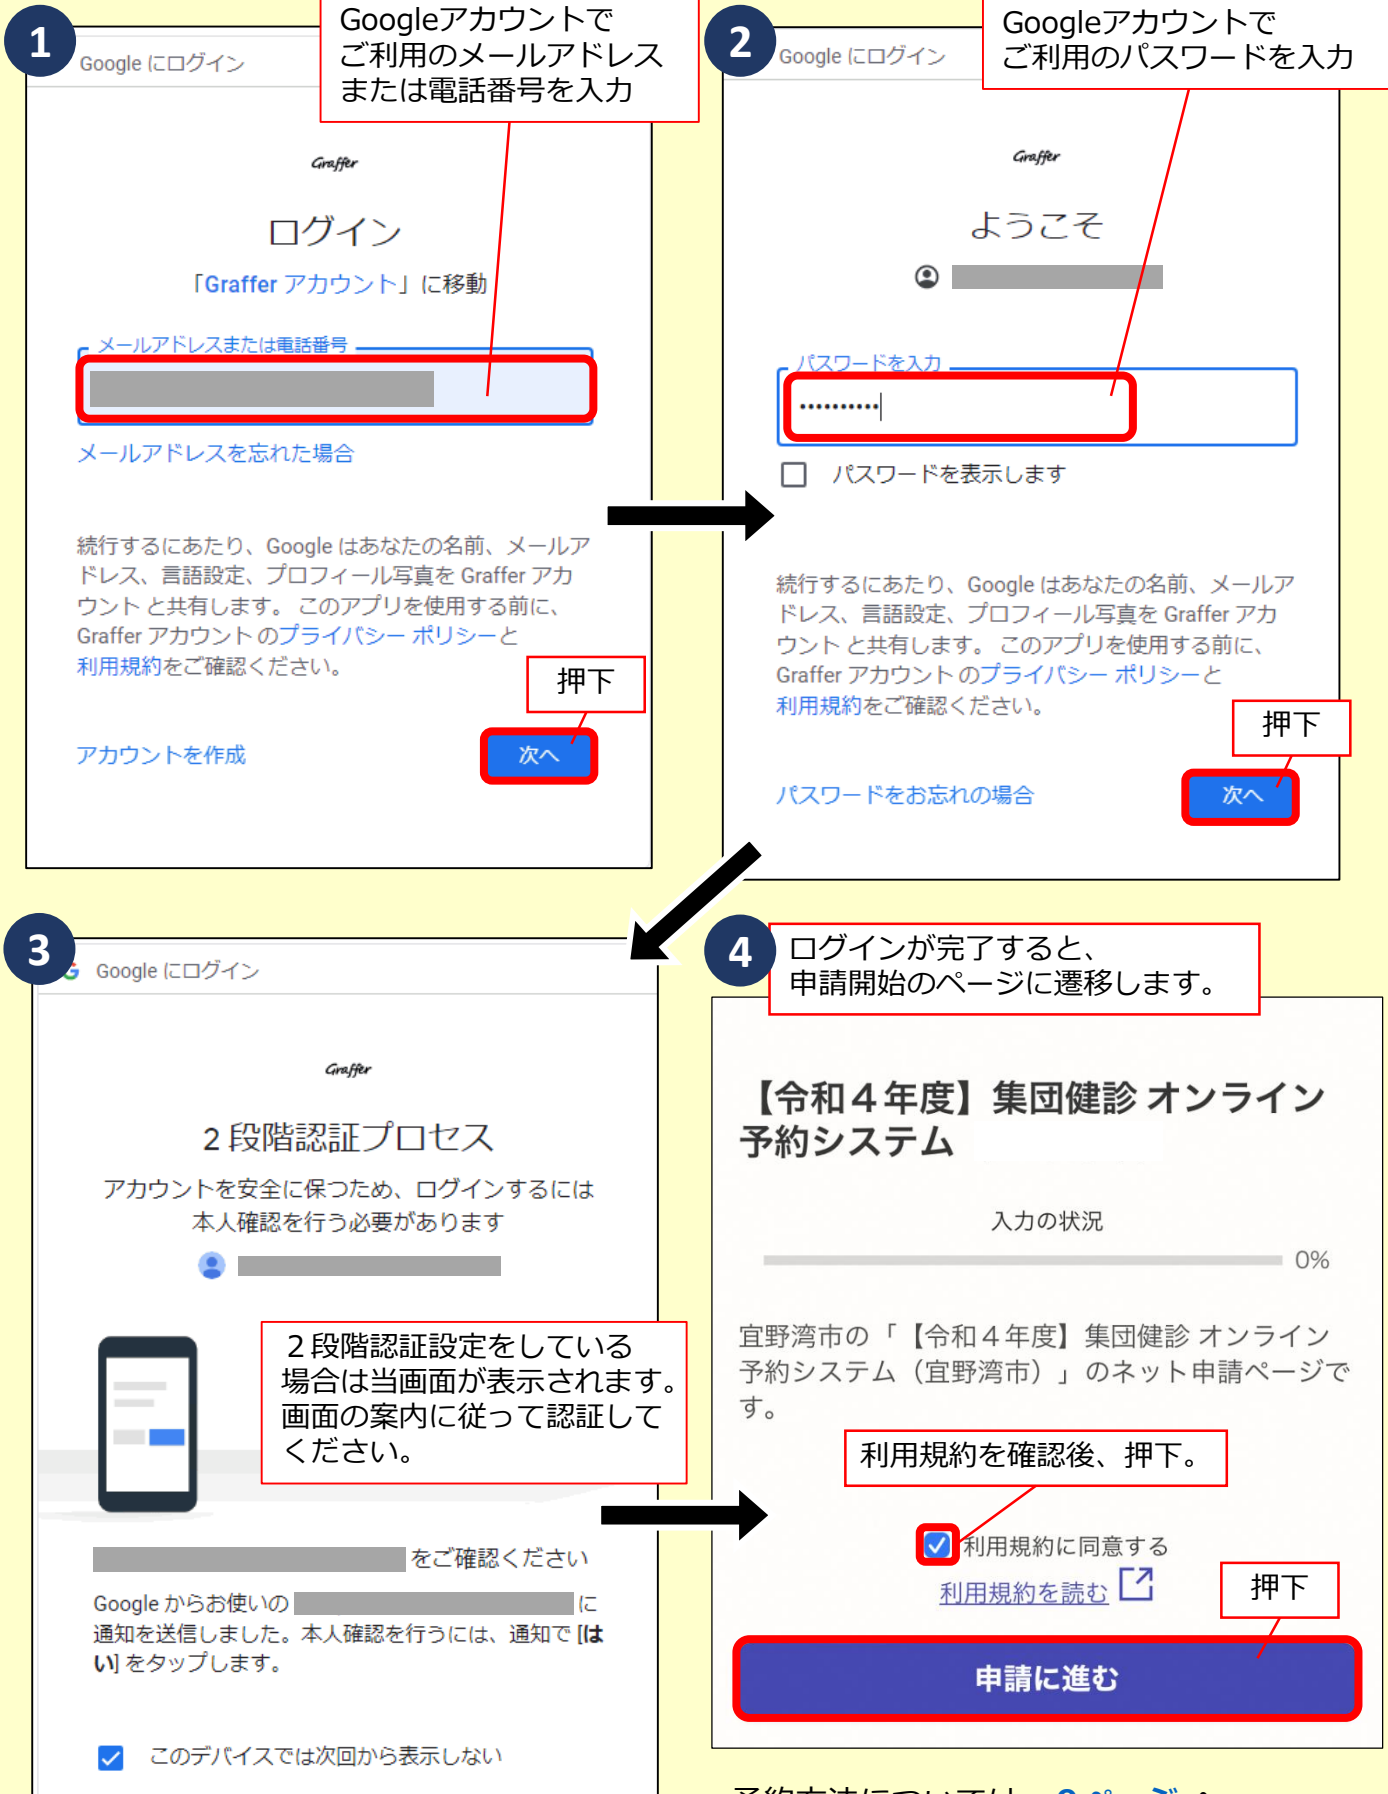 1
Googleアカウントで
ご利用のメールアドレス
または電話番号を入力
Google にログイン
Graffer
ログイン
「Graffer アカウント」に移動
メールアドレスまたは電話番号
メールアドレスを忘れた場合
続行するにあたり、Google はあなたの名前、メールア
ドレス、言語設定、プロフィール写真を Graffer アカ
ウント と共有します。 このアプリを使用する前に、
Graffer アカウント のプライバシー ポリシーと
利用規約をご確認ください。
押下
アカウントを作成
次へ
2
Googleアカウントで
ご利用のパスワードを入力
Google にログイン
Graffer
ようこそ
パスワードを入力
••••••••••
パスワードを表示します
続行するにあたり、Google はあなたの名前、メールア
ドレス、言語設定、プロフィール写真を Graffer アカ
ウント と共有します。 このアプリを使用する前に、
Graffer アカウント のプライバシー ポリシーと
利用規約をご確認ください。
押下
パスワードをお忘れの場合
次へ
3
Google にログイン
Graffer
2 段階認証プロセス
アカウントを安全に保つため、ログインするには
本人確認を行う必要があります
２段階認証設定をしている
場合は当画面が表示されます。
画面の案内に従って認証して
ください。
をご確認ください
Google からお使いの に
通知を送信しました。本人確認を行うには、通知で [は
い] をタップします。
このデバイスでは次回から表示しない
4
ログインが完了すると、
申請開始のページに遷移します。
【令和４年度】集団健診 オンライン
予約システム
入力の状況
0%
宜野湾市の「【令和４年度】集団健診 オンライン
予約システム（宜野湾市）」のネット申請ページで
す。
利用規約を確認後、押下。
利用規約に同意する
利用規約を読む
押下
申請に進む